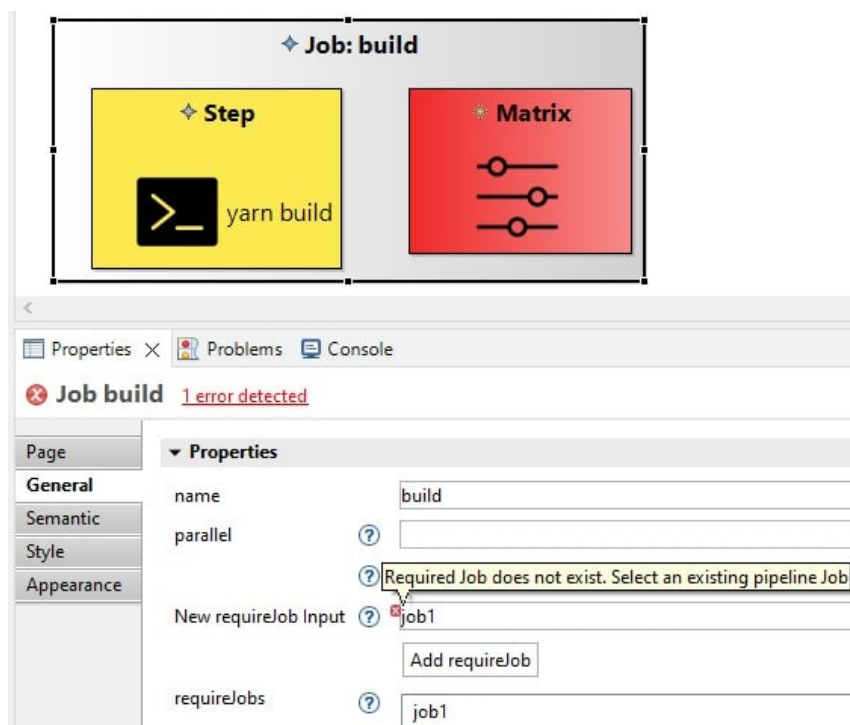 Job: build
Step
Matrix
>_
yarn build
Properties
Problems
Console
Job build
1 error detected
Page
Properties
General
name
build
Semantic
parallel
Style
Appearance
Required Job does not exist. Select an existing pipeline Job
New requireJob Input
job1
Add requireJob
requireJobs
job1